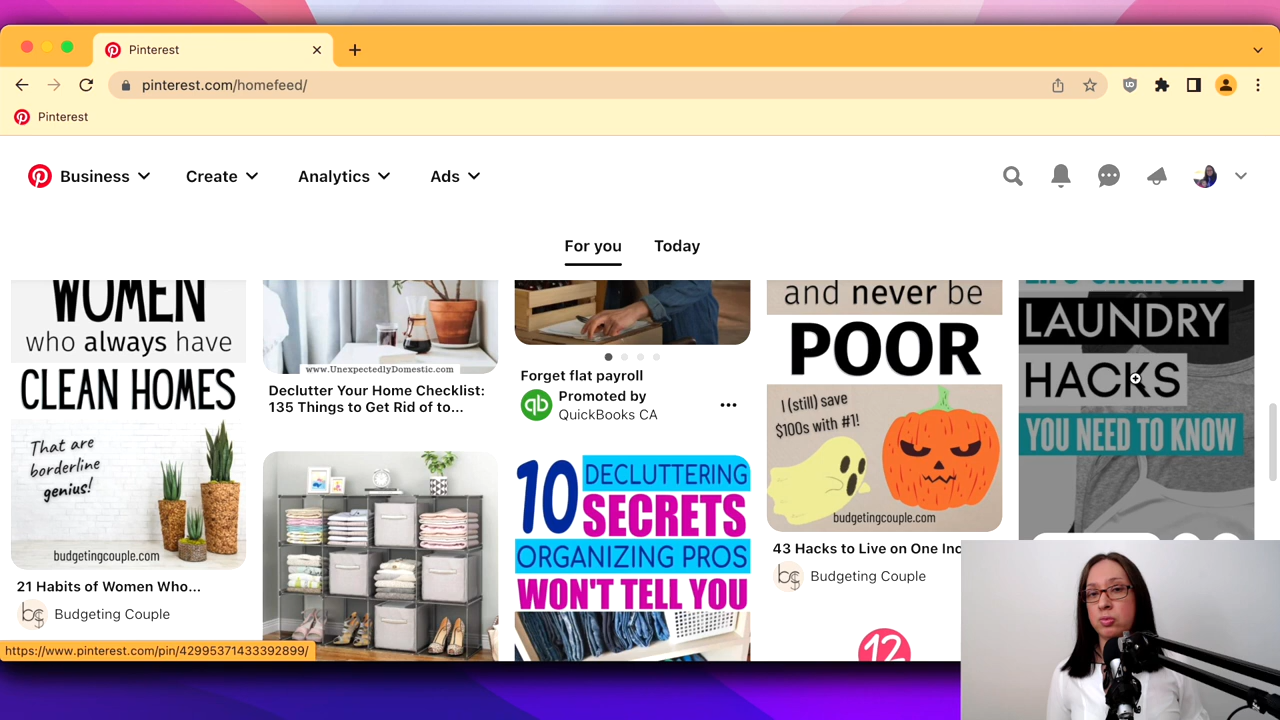 Pinterest
pinterest.com/homefeed/
Pinterest
Business
Create
Analytics
Ads
For you
Today
WOMEN
who always have
CLEAN HOMES
That are
borderline
genius!
budgetingcouple.com
21 Habits of Women Who...
Budgeting Couple
www.UnexpectedlyDomestic.com
Declutter Your Home Checklist:
135 Things to Get Rid of to...
Forget flat payroll
qb
Promoted by
QuickBooks CA
10 DECLUTTERING
SECRETS
ORGANIZING PROS
WON'T TELL YOU
and never be
POOR
I (still) save
$100s with #1!
budgetingcouple.com
43 Hacks to Live on One Inc
bc
Budgeting Couple
12
LAUNDRY
HACKS
YOU NEED TO KNOW
https://www.pinterest.com/pin/42995371433392899/